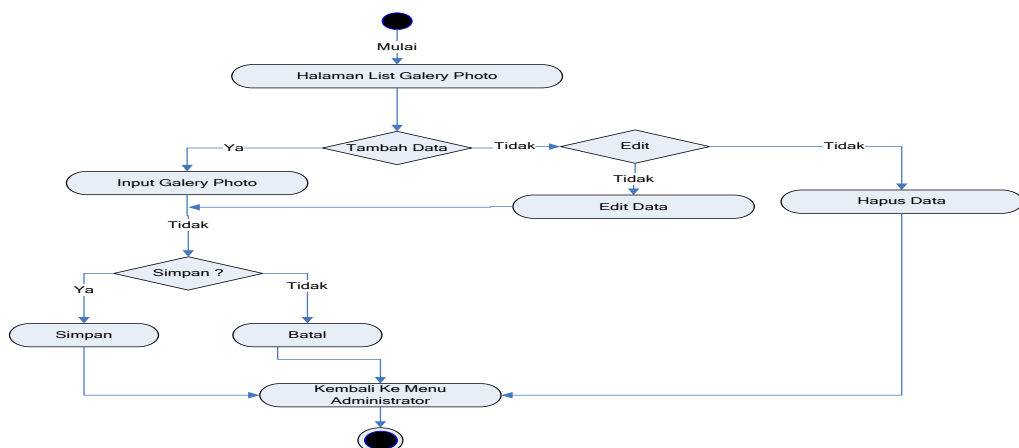 Mulai
Halaman List Galery Photo
Ya
Tambah Data
Tidak
Edit
Tidak
Input Galery Photo
Tidak
Edit Data
Hapus Data
Tidak
Simpan ?
Ya
Tidak
Simpan
Batal
Kembali Ke Menu
Administrator